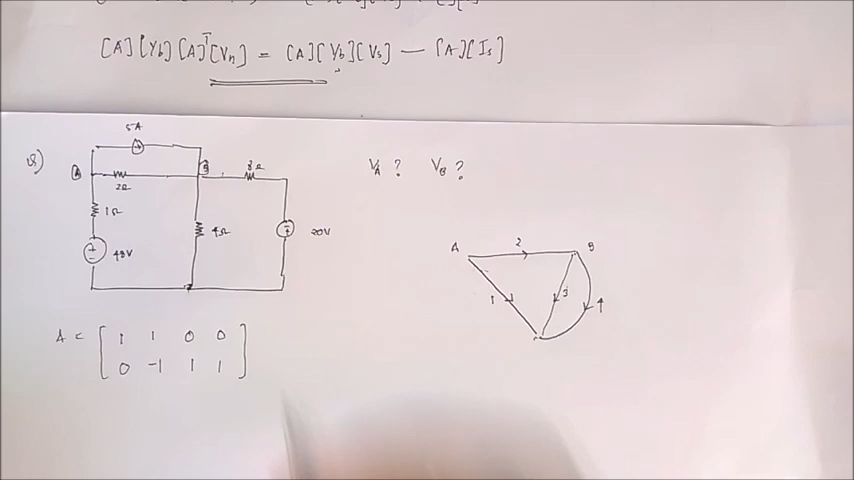 [A][Yb][A]ᵀ[Vn] = [A][Yb][Vs] — [A][Is]
5A
A
B
2Ω
1Ω
4Ω
48V
20V
VA ? VB ?
A 2 B
1 3 4
A = [ 1 1 0 0
0 -1 1 1 ]